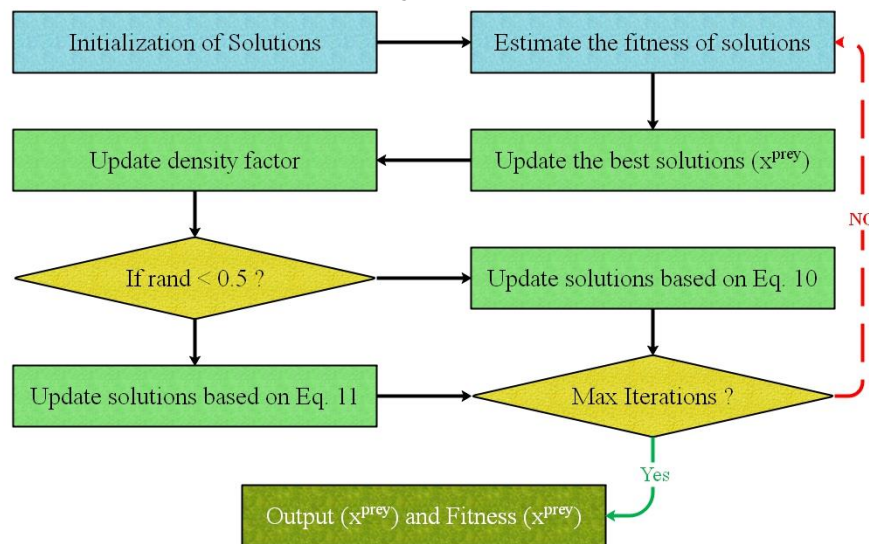 Initialization of Solutions
Estimate the fitness of solutions
Update density factor
Update the best solutions (x^prey)
If rand < 0.5 ?
Update solutions based on Eq. 10
Update solutions based on Eq. 11
Max Iterations ?
NO
Yes
Output (x^prey) and Fitness (x^prey)